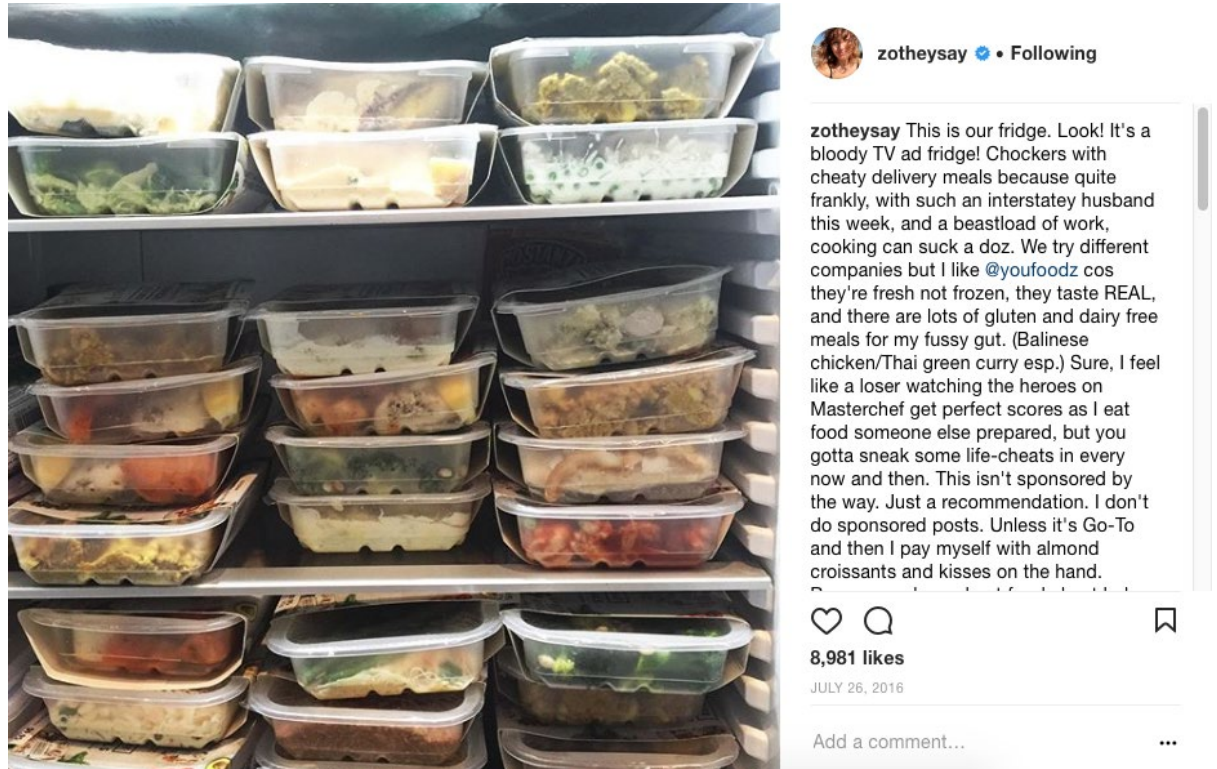 zotheysay • Following
zotheysay This is our fridge. Look! It's a
bloody TV ad fridge! Chockers with
cheaty delivery meals because quite
frankly, with such an interstatey husband
this week, and a beastload of work,
cooking can suck a doz. We try different
companies but I like @youfoodz cos
they're fresh not frozen, they taste REAL,
and there are lots of gluten and dairy free
meals for my fussy gut. (Balinese
chicken/Thai green curry esp.) Sure, I feel
like a loser watching the heroes on
Masterchef get perfect scores as I eat
food someone else prepared, but you
gotta sneak some life-cheats in every
now and then. This isn't sponsored by
the way. Just a recommendation. I don't
do sponsored posts. Unless it's Go-To
and then I pay myself with almond
croissants and kisses on the hand.
8,981 likes
JULY 26, 2016
Add a comment...